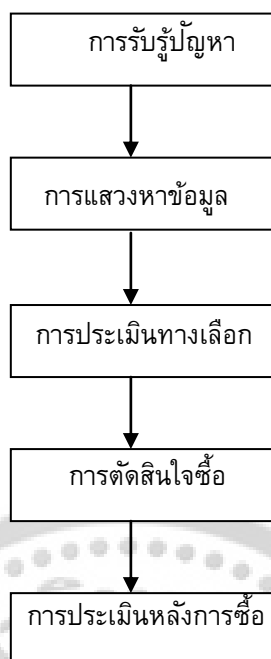 การรับรู้ปัญหา
การแสวงหาข้อมูล
การประเมินทางเลือก
การตัดสินใจซื้อ
การประเมินหลังการซื้อ